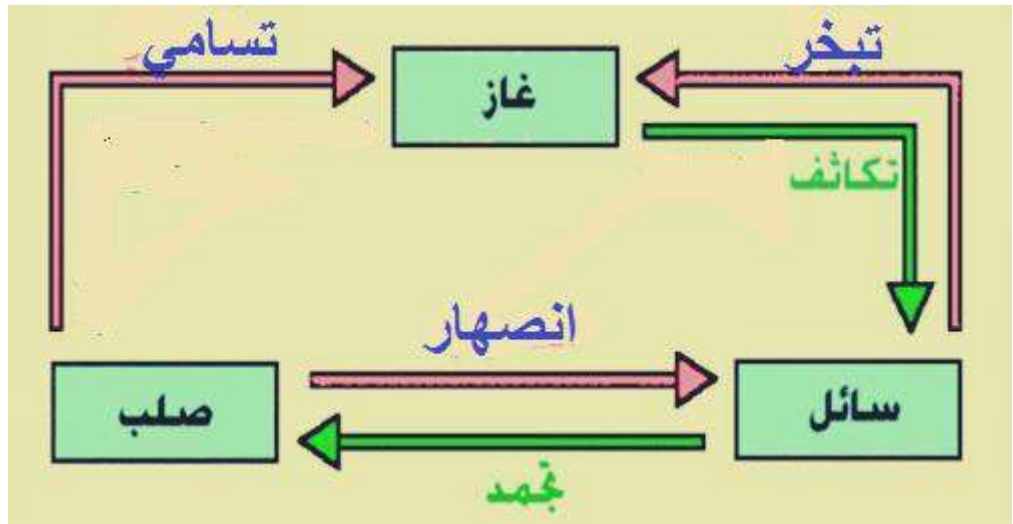 تبخر
تسامي
غاز
تكاثف
انصهار
سائل
صلب
تجمد